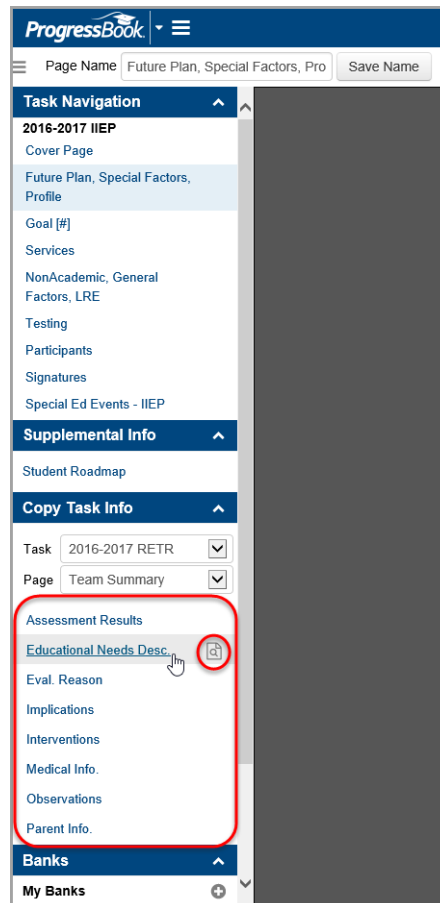 ProgressBook
Page Name Future Plan, Special Factors, Pro Save Name
Task Navigation
2016-2017 IIEP
Cover Page
Future Plan, Special Factors,
Profile
Goal [#]
Services
NonAcademic, General
Factors, LRE
Testing
Participants
Signatures
Special Ed Events - IIEP
Supplemental Info
Student Roadmap
Copy Task Info
Task 2016-2017 RETR
Page Team Summary
Assessment Results
Educational Needs Desc.
Eval. Reason
Implications
Interventions
Medical Info.
Observations
Parent Info.
Banks
My Banks